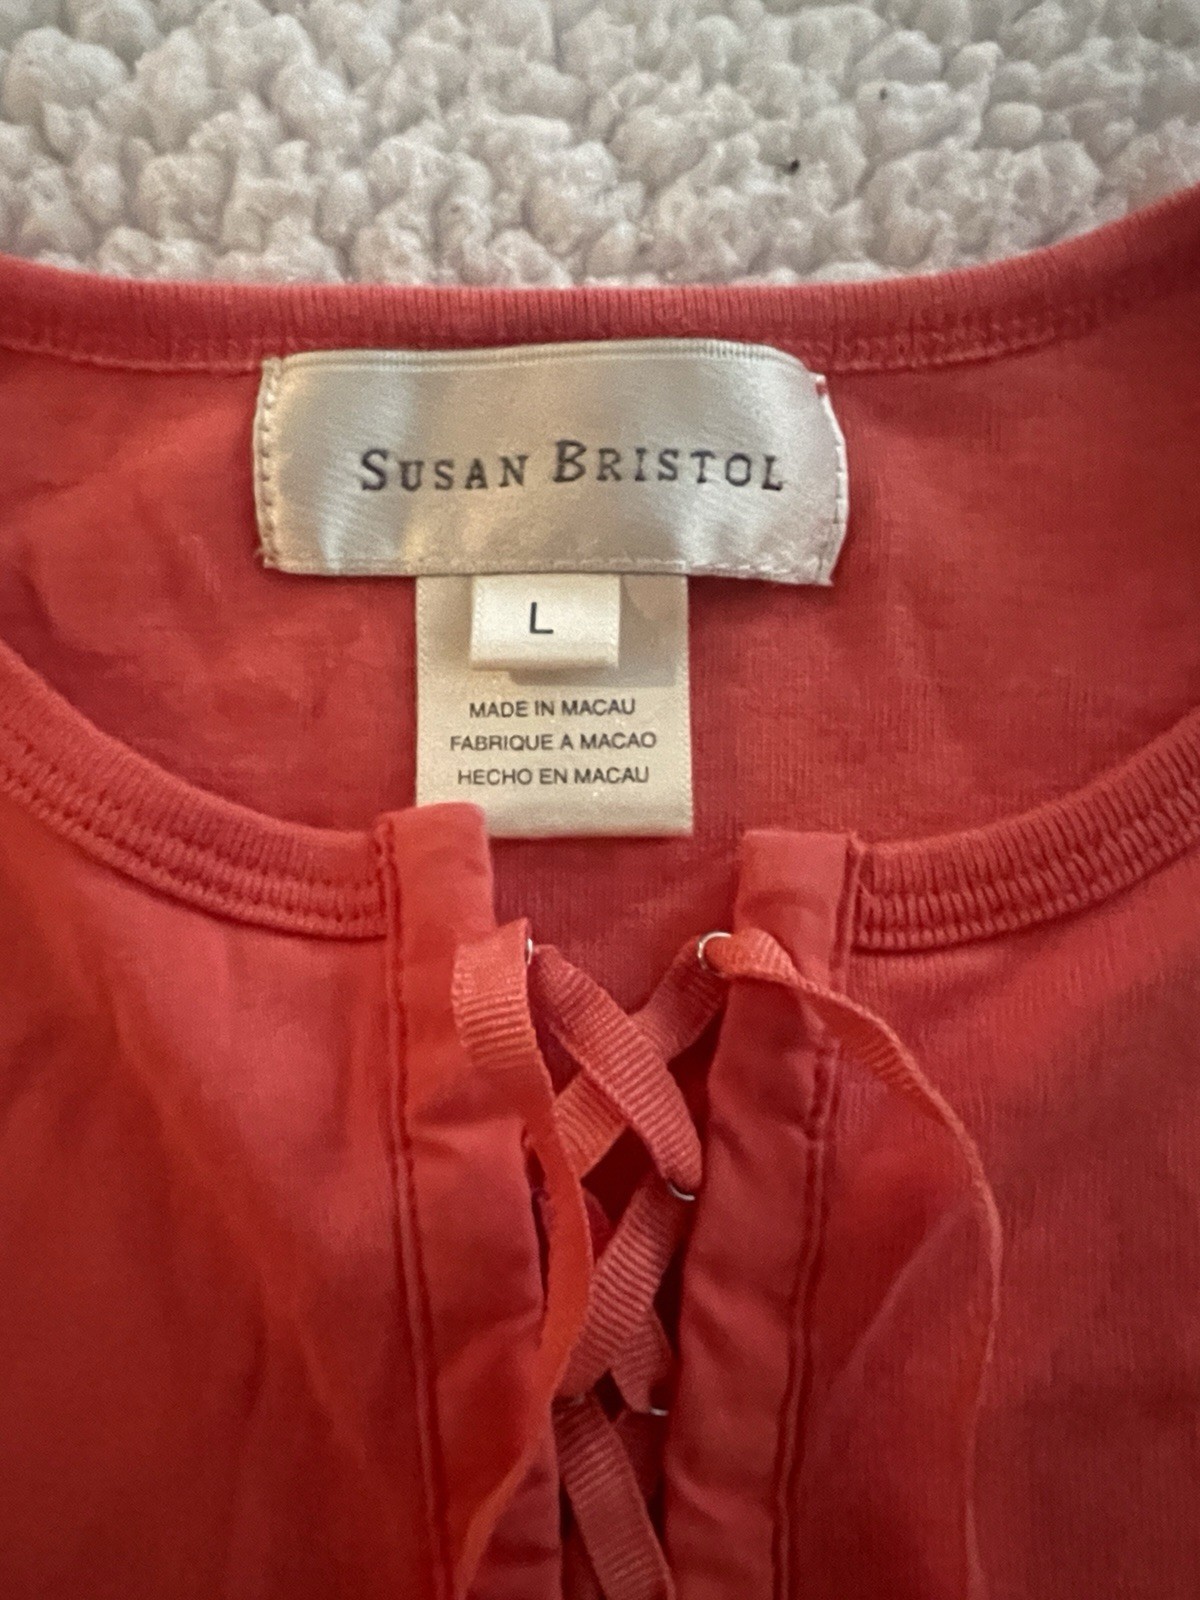 SUSAN BRISTOL
L
MADE IN MACAU
FABRIQUE A MACAO
HECHO EN MACAU